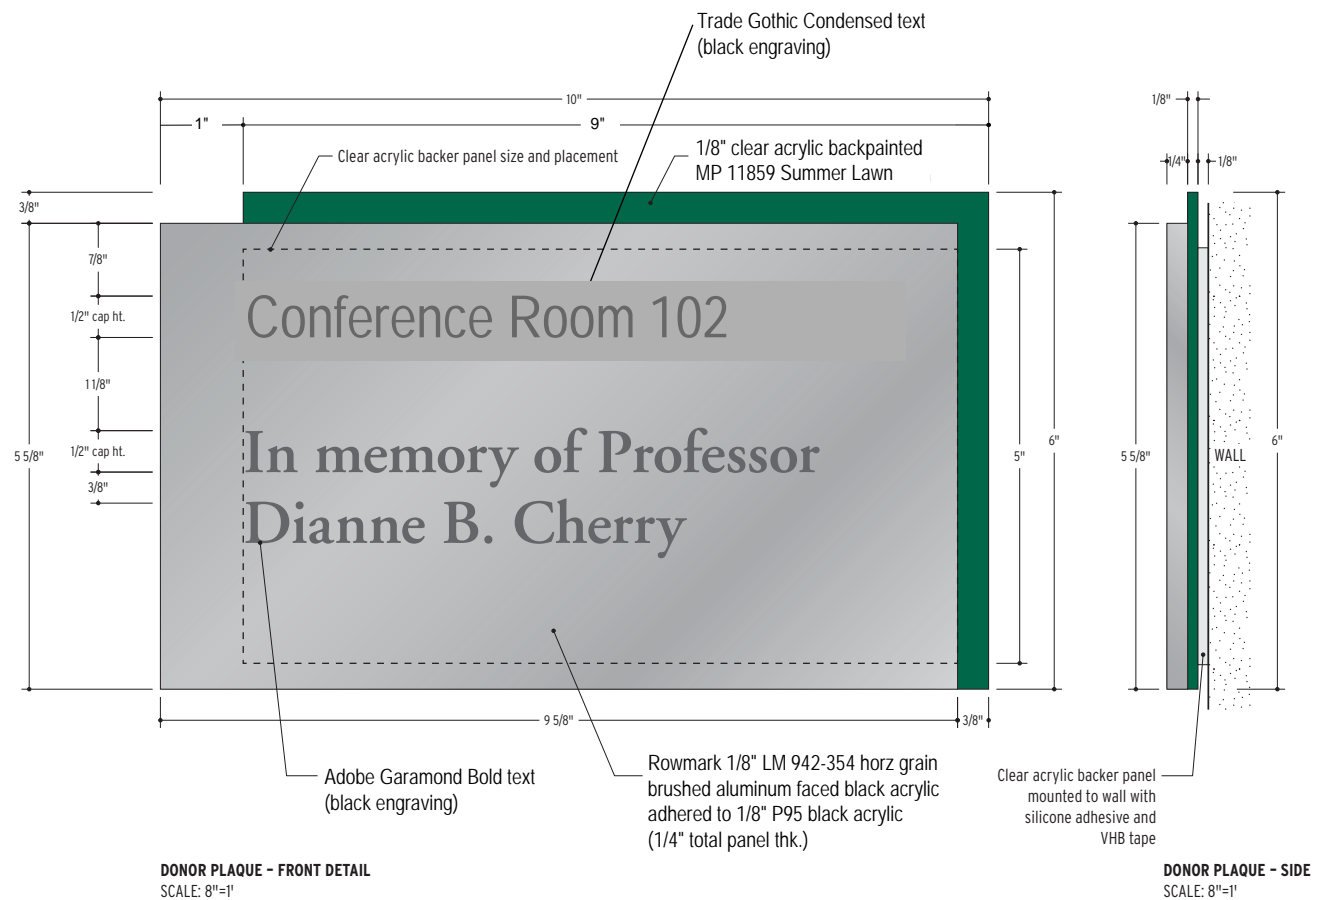 Trade Gothic Condensed text
(black engraving)
10"
1/8"
1"
9"
Clear acrylic backer panel size and placement
1/8" clear acrylic backpainted
MP 11859 Summer Lawn
1/4"
1/8"
3/8"
7/8"
1/2" cap ht.
Conference Room 102
11/8"
5 5/8"
1/2" cap ht.
In memory of Professor
6"
5"
5 5/8"
WALL
6"
3/8"
Dianne B. Cherry
9 5/8"
3/8"
Adobe Garamond Bold text
(black engraving)
Rowmark 1/8" LM 942-354 horz grain
brushed aluminum faced black acrylic
adhered to 1/8" P95 black acrylic
(1/4" total panel thk.)
Clear acrylic backer panel
mounted to wall with
silicone adhesive and
VHB tape
DONOR PLAQUE – FRONT DETAIL
SCALE: 8"=1'
DONOR PLAQUE – SIDE
SCALE: 8"=1'